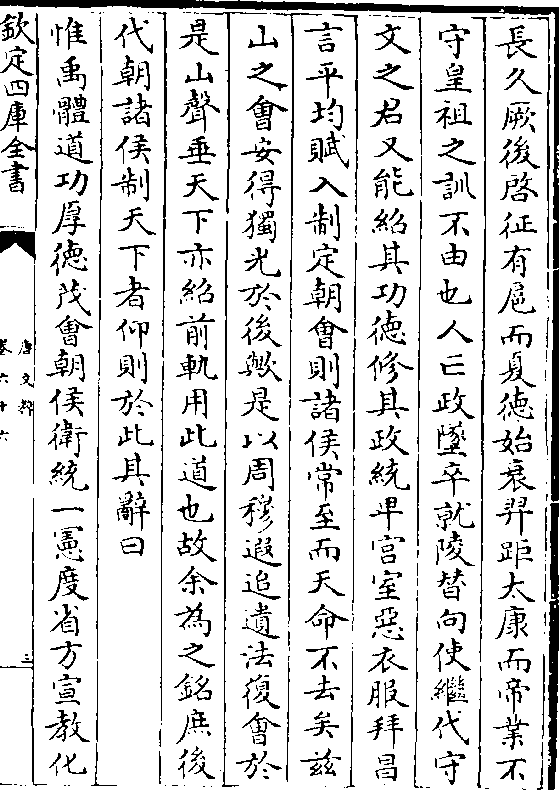 長久厥後啓征有扈而夏德始衰羿距太康而帝業不
守皇祖之訓不由也人亡政墜卒就陵替向使繼代守
文之君又能紹其功德修其政統卑宫室惡衣服拜昌
言平均賦入制定朝會則諸侯常至而天命不去矣兹
山之會安得獨光於後歟是以周穆遐追遺法復會於
是山聲垂天下亦紹前軌用此道也故余為之銘庶後
代朝諸侯制天下者仰則於此其辭曰
惟禹體道功厚德茂會朝侯衛統一憲度省方宣教化
欽定四庫全書
唐文粹
卷六十六
三